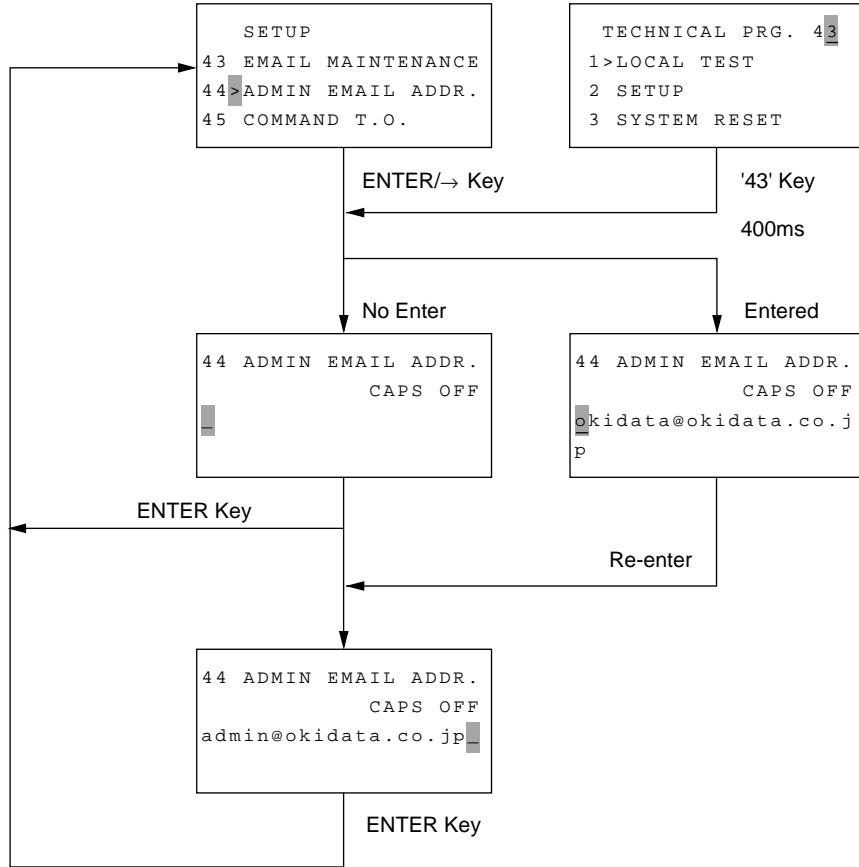 SETUP
43 EMAIL MAINTENANCE
44>ADMIN EMAIL ADDR.
45 COMMAND T.O.
TECHNICAL PRG. 43
1>LOCAL TEST
2 SETUP
3 SYSTEM RESET
ENTER/→ Key
'43' Key
400ms
No Enter
Entered
44 ADMIN EMAIL ADDR.
CAPS OFF
_
44 ADMIN EMAIL ADDR.
CAPS OFF
okidata@okidata.co.j
p
ENTER Key
Re-enter
44 ADMIN EMAIL ADDR.
CAPS OFF
admin@okidata.co.jp_
ENTER Key